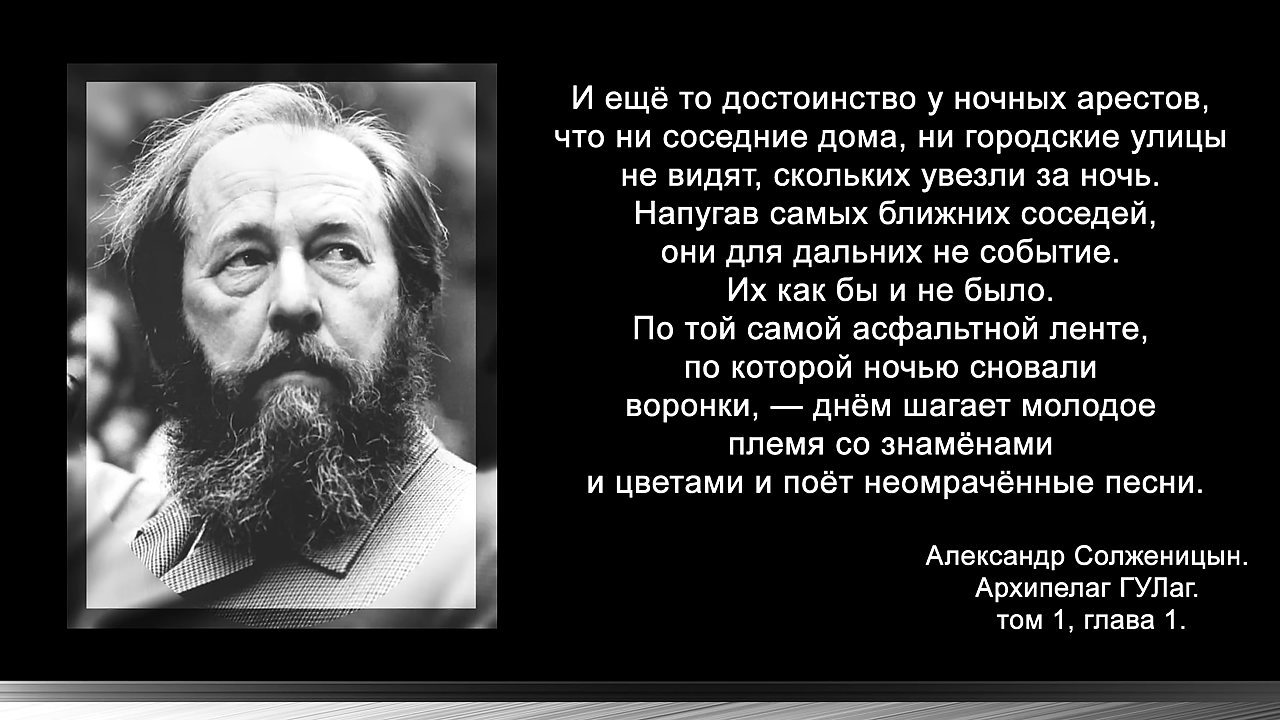 И ещё то достоинство у ночных арестов,
что ни соседние дома, ни городские улицы
не видят, скольких увезли за ночь.
Напугав самых ближних соседей,
они для дальних не событие.
Их как бы и не было.
По той самой асфальтной ленте,
по которой ночью сновали
воронки, — днём шагает молодое
племя со знамёнами
и цветами и поёт неомрачённые песни.
Александр Солженицын.
Архипелаг ГУЛаг.
том 1, глава 1.